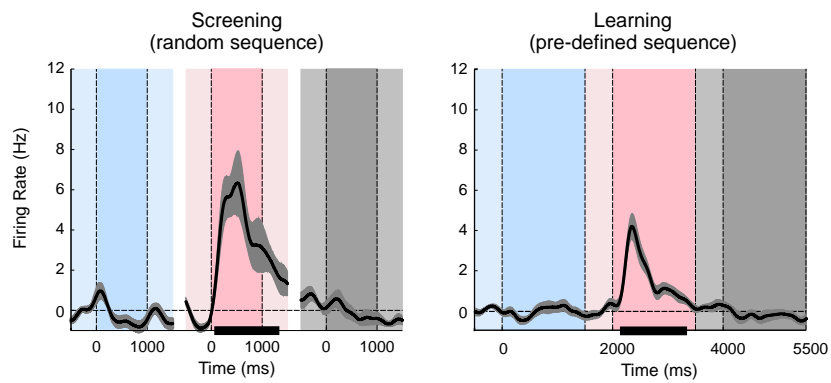 Screening
(random sequence)
Learning
(pre-defined sequence)
Firing Rate (Hz)
12
10
8
6
4
2
0
0 1000 0 1000 0 1000
Time (ms)
12
10
8
6
4
2
0
0 2000 4000 5500
Time (ms)